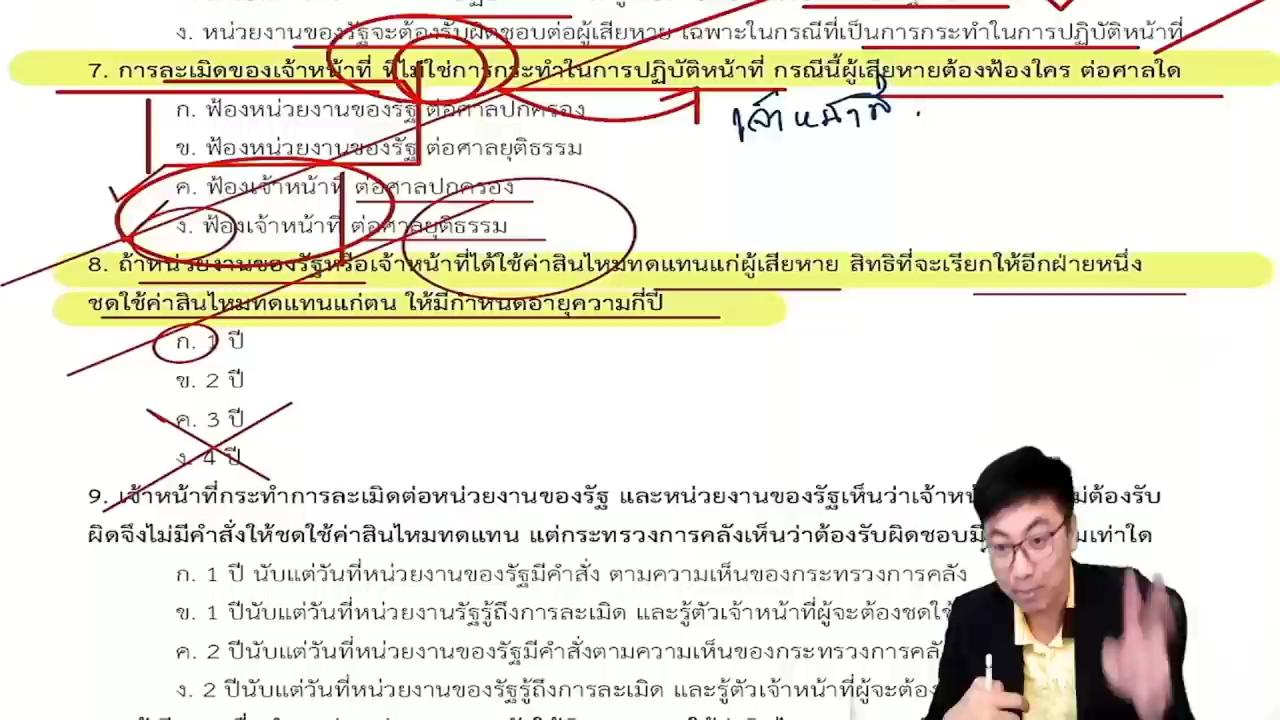 ง. หน่วยงานของรัฐจะต้องรับผิดชอบต่อผู้เสียหาย เฉพาะในกรณีที่เป็นการกระทำในการปฏิบัติหน้าที่
7. การละเมิดของเจ้าหน้าที่ ที่ไม่ใช่การกระทำในการปฏิบัติหน้าที่ กรณีนี้ผู้เสียหายต้องฟ้องใคร ต่อศาลใด
ก. ฟ้องหน่วยงานของรัฐ ต่อศาลปกครอง
เจ้าหน้าที่
ข. ฟ้องหน่วยงานของรัฐ ต่อศาลยุติธรรม
ค. ฟ้องเจ้าหน้าที่ ต่อศาลปกครอง
ง. ฟ้องเจ้าหน้าที่ ต่อศาลยุติธรรม
8. ถ้าหน่วยงานของรัฐหรือเจ้าหน้าที่ได้ใช้ค่าสินไหมทดแทนแก่ผู้เสียหาย สิทธิที่จะเรียกให้อีกฝ่ายหนึ่ง
ชดใช้ค่าสินไหมทดแทนแก่ตน ให้มีกำหนดอายุความกี่ปี
ก. 1 ปี
ข. 2 ปี
ค. 3 ปี
ง. 4 ปี
9. เจ้าหน้าที่กระทำการละเมิดต่อหน่วยงานของรัฐ และหน่วยงานของรัฐเห็นว่าเจ้าหน้ ไม่ต้องรับ
ผิดจึงไม่มีคำสั่งให้ชดใช้ค่าสินไหมทดแทน แต่กระทรวงการคลังเห็นว่าต้องรับผิดชอบมี เท่าใด
ก. 1 ปี นับแต่วันที่หน่วยงานของรัฐมีคำสั่ง ตามความเห็นของกระทรวงการคลัง
ข. 1 ปีนับแต่วันที่หน่วยงานรัฐรู้ถึงการละเมิด และรู้ตัวเจ้าหน้าที่ผู้จะต้องชดใช้
ค. 2 ปีนับแต่วันที่หน่วยงานของรัฐมีคำสั่งตามความเห็นของกระทรวงการคลั
ง. 2 ปีนับแต่วันที่หน่วยงานของรัฐรู้ถึงการละเมิด และรู้ตัวเจ้าหน้าที่ผู้จะต้อง